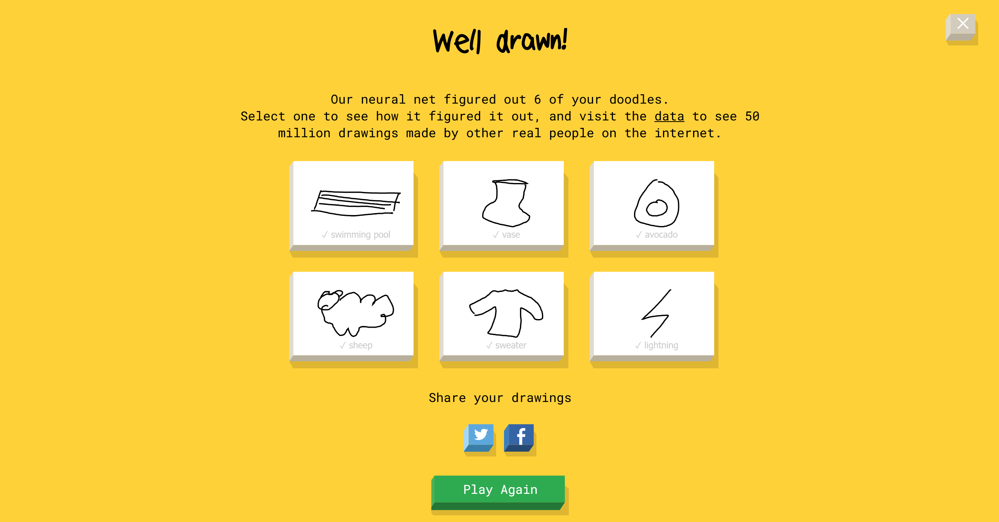 Well drawn!
Our neural net figured out 6 of your doodles.
Select one to see how it figured it out, and visit the data to see 50
million drawings made by other real people on the internet.
✓ swimming pool
✓ vase
✓ avocado
✓ sheep
✓ sweater
✓ lightning
Share your drawings
Play Again